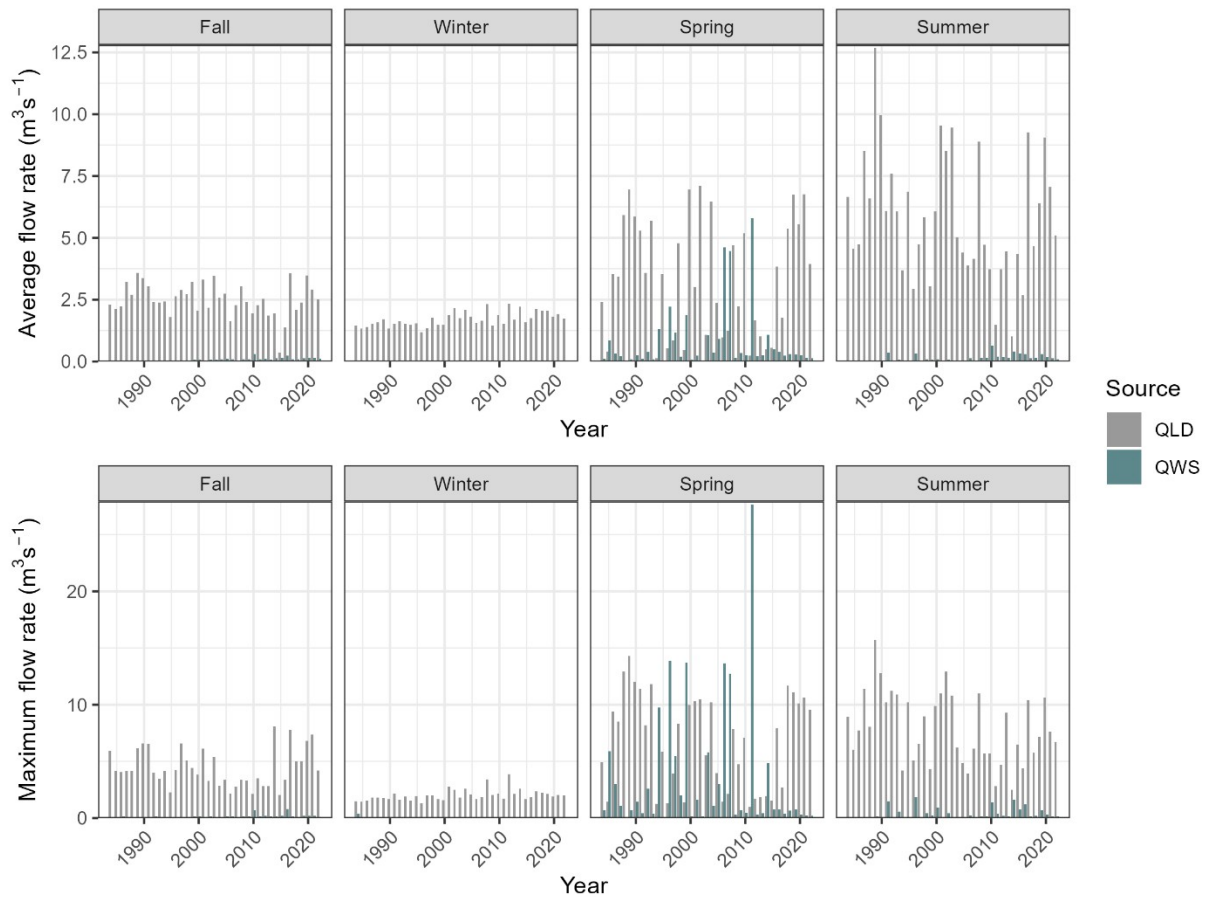 Fall Winter Spring Summer
12.5
10.0
7.5
5.0
2.5
0.0
Average flow rate (m³s⁻¹)
1990 2000 2010 2020 1990 2000 2010 2020 1990 2000 2010 2020 1990 2000 2010 2020
Year
Source
QLD
QWS
Fall Winter Spring Summer
20
10
0
Maximum flow rate (m³s⁻¹)
1990 2000 2010 2020 1990 2000 2010 2020 1990 2000 2010 2020 1990 2000 2010 2020
Year